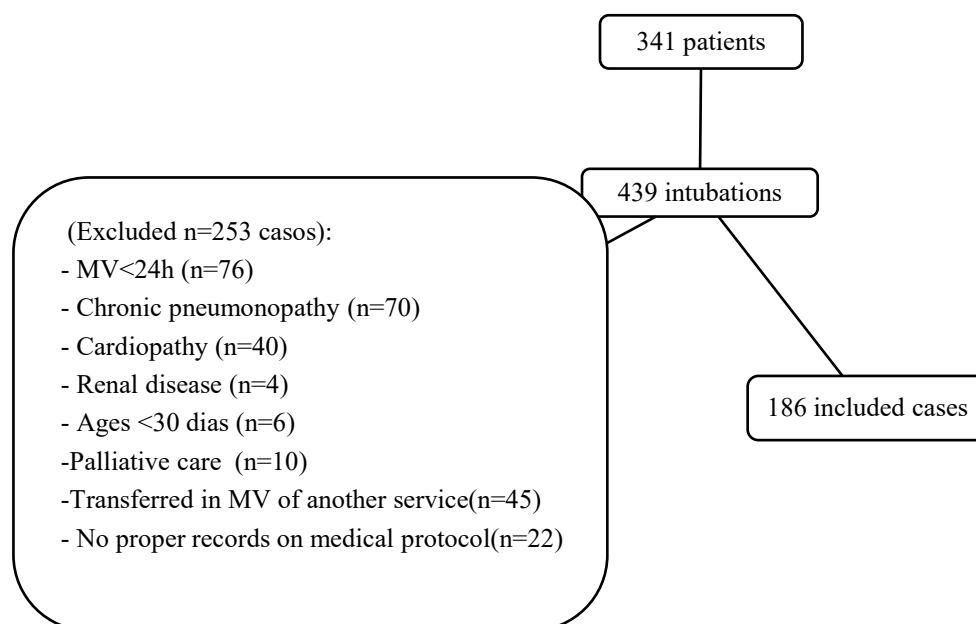 341 patients
439 intubations
(Excluded n=253 casos):
- MV<24h (n=76)
- Chronic pneumonopathy (n=70)
- Cardiopathy (n=40)
- Renal disease (n=4)
- Ages <30 dias (n=6)
-Palliative care (n=10)
-Transferred in MV of another service(n=45)
- No proper records on medical protocol(n=22)
186 included cases